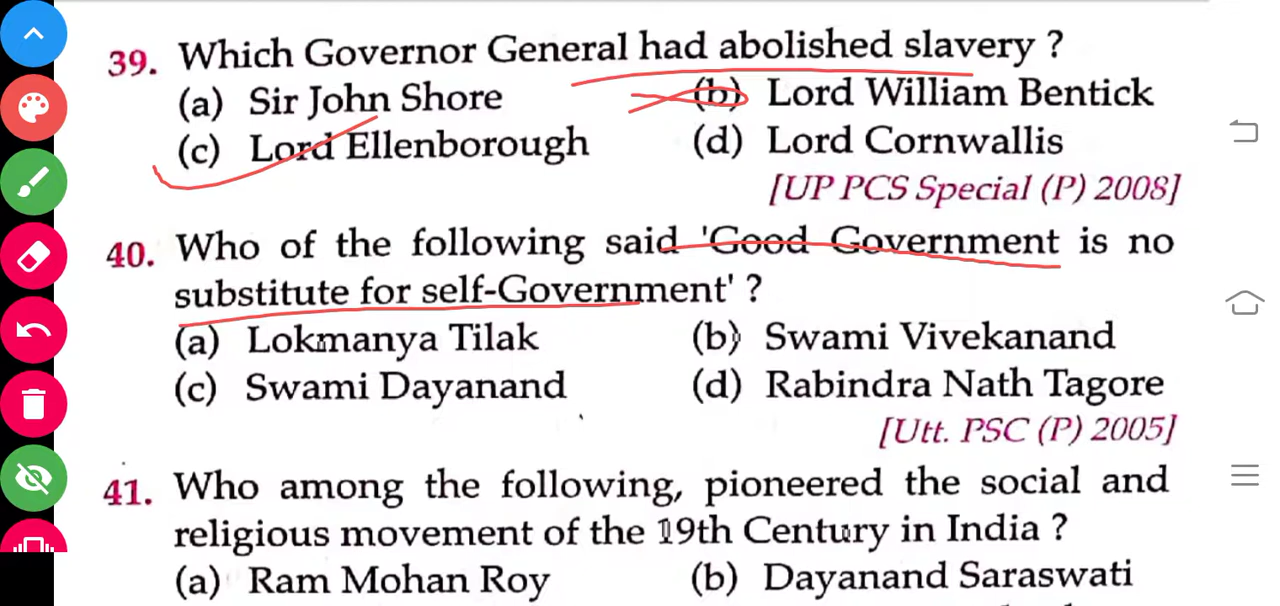 39. Which Governor General had abolished slavery ?
(a) Sir John Shore (b) Lord William Bentick
(c) Lord Ellenborough (d) Lord Cornwallis
[UP PCS Special (P) 2008]
40. Who of the following said 'Good Government is no
substitute for self-Government' ?
(a) Lokmanya Tilak (b) Swami Vivekanand
(c) Swami Dayanand (d) Rabindra Nath Tagore
[Utt. PSC (P) 2005]
41. Who among the following, pioneered the social and
religious movement of the 19th Century in India ?
(a) Ram Mohan Roy (b) Dayanand Saraswati